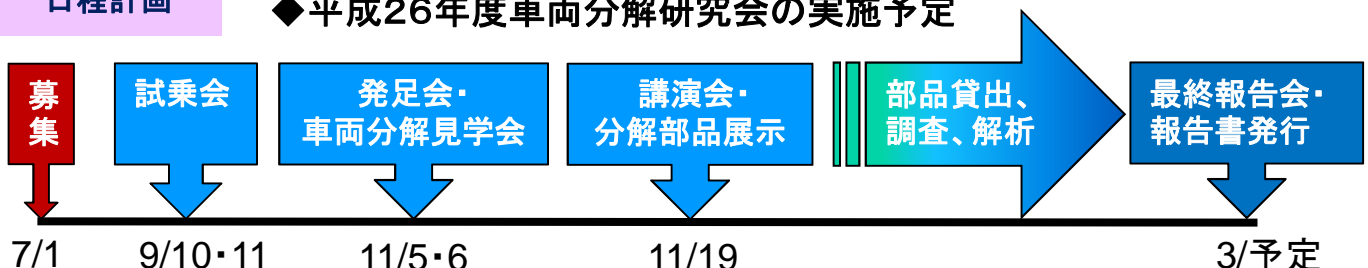 日程計画
◆平成26年度車両分解研究会の実施予定
募
集
試乗会
発足会・
車両分解見学会
講演会・
分解部品展示
部品貸出、
調査、解析
最終報告会・
報告書発行
7/1
9/10・11
11/5・6
11/19
3/予定